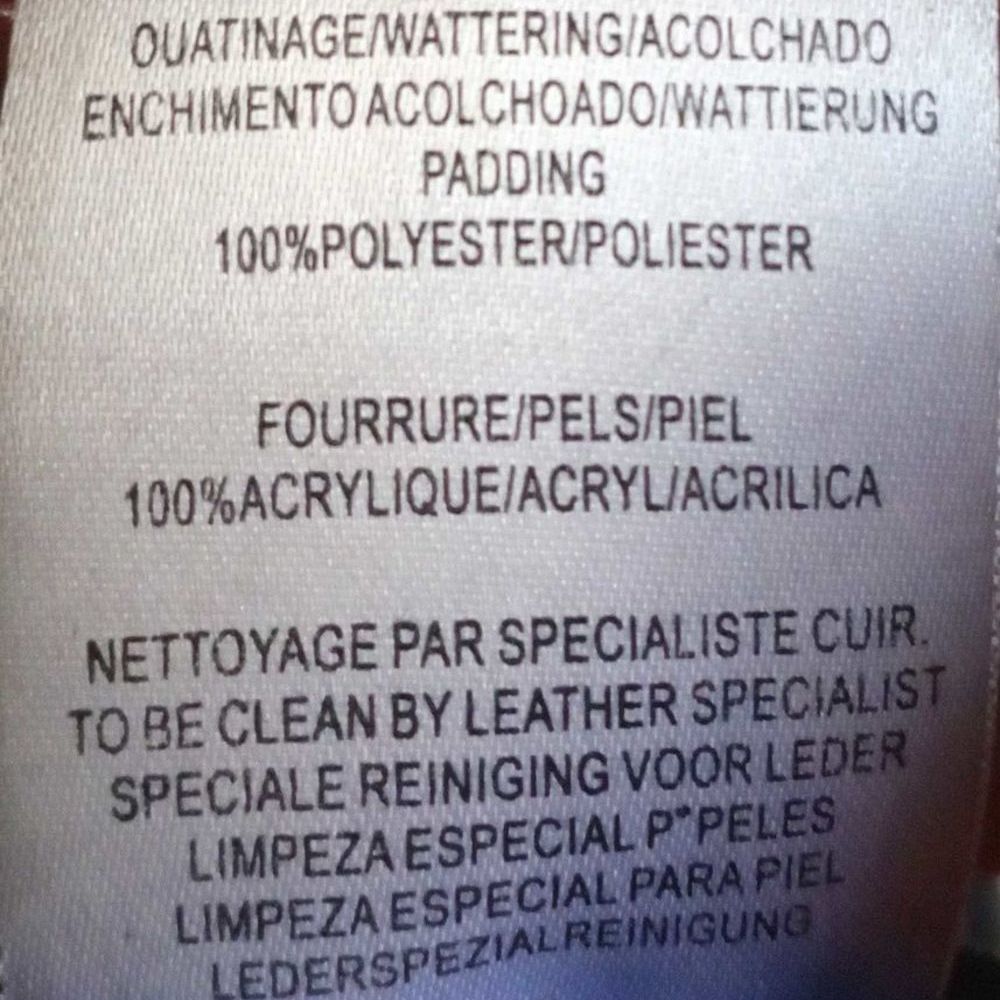 OUATINAGE/WATTERING/ACOLCHADO
ENCHIMENTO ACOLCHOADO/WATTIERUNG
PADDING
100%POLYESTER/POLIESTER
FOURRURE/PELS/PIEL
100%ACRYLIQUE/ACRYL/ACRILICA
NETTOYAGE PAR SPECIALISTE CUIR.
TO BE CLEAN BY LEATHER SPECIALIST
SPECIALE REINIGING VOOR LEDER
LIMPEZA ESPECIAL P*PELES
LIMPEZA ESPECIAL PARA PIEL
LEDERSPEZIALREINIGUNG